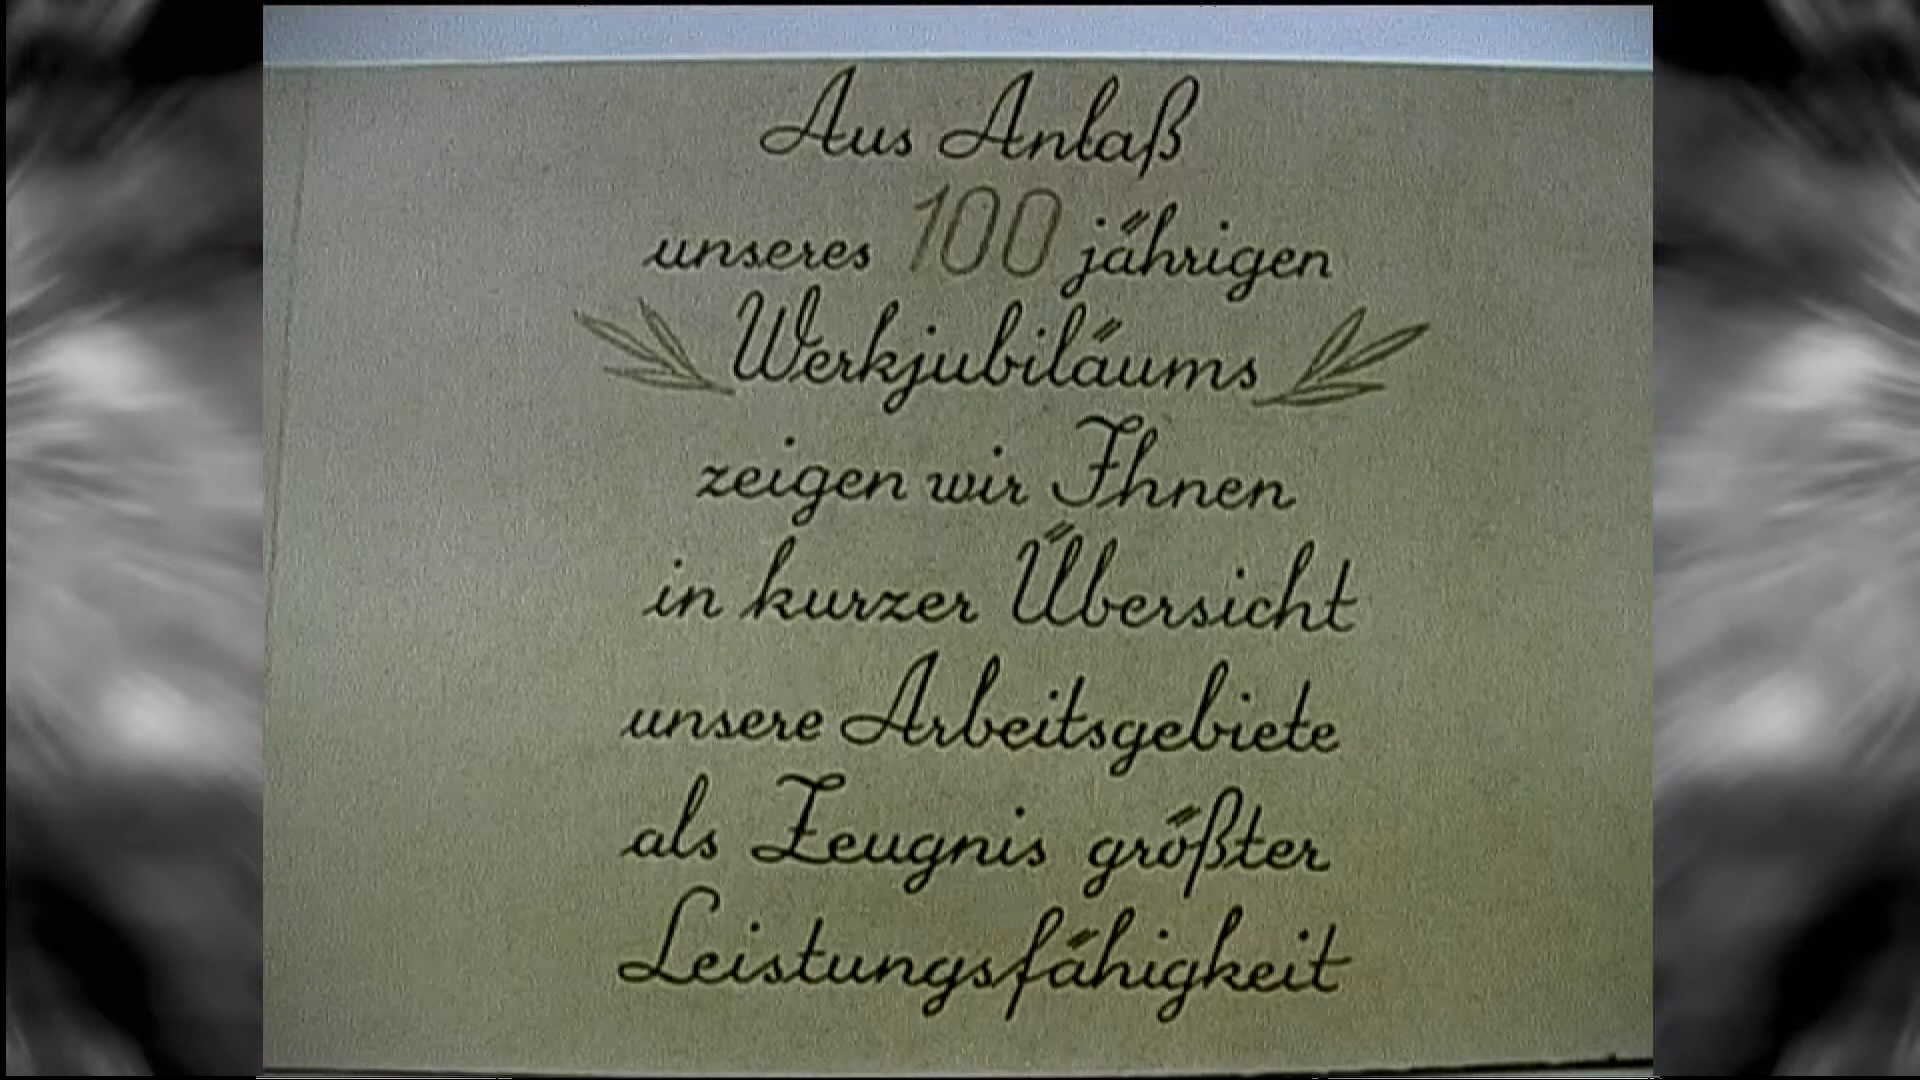 Aus Anlaß
unseres 100 jährigen
Werkjubiläums
zeigen wir Ihnen
in kurzer Übersicht
unsere Arbeitsgebiete
als Zeugnis größter
Leistungsfähigkeit